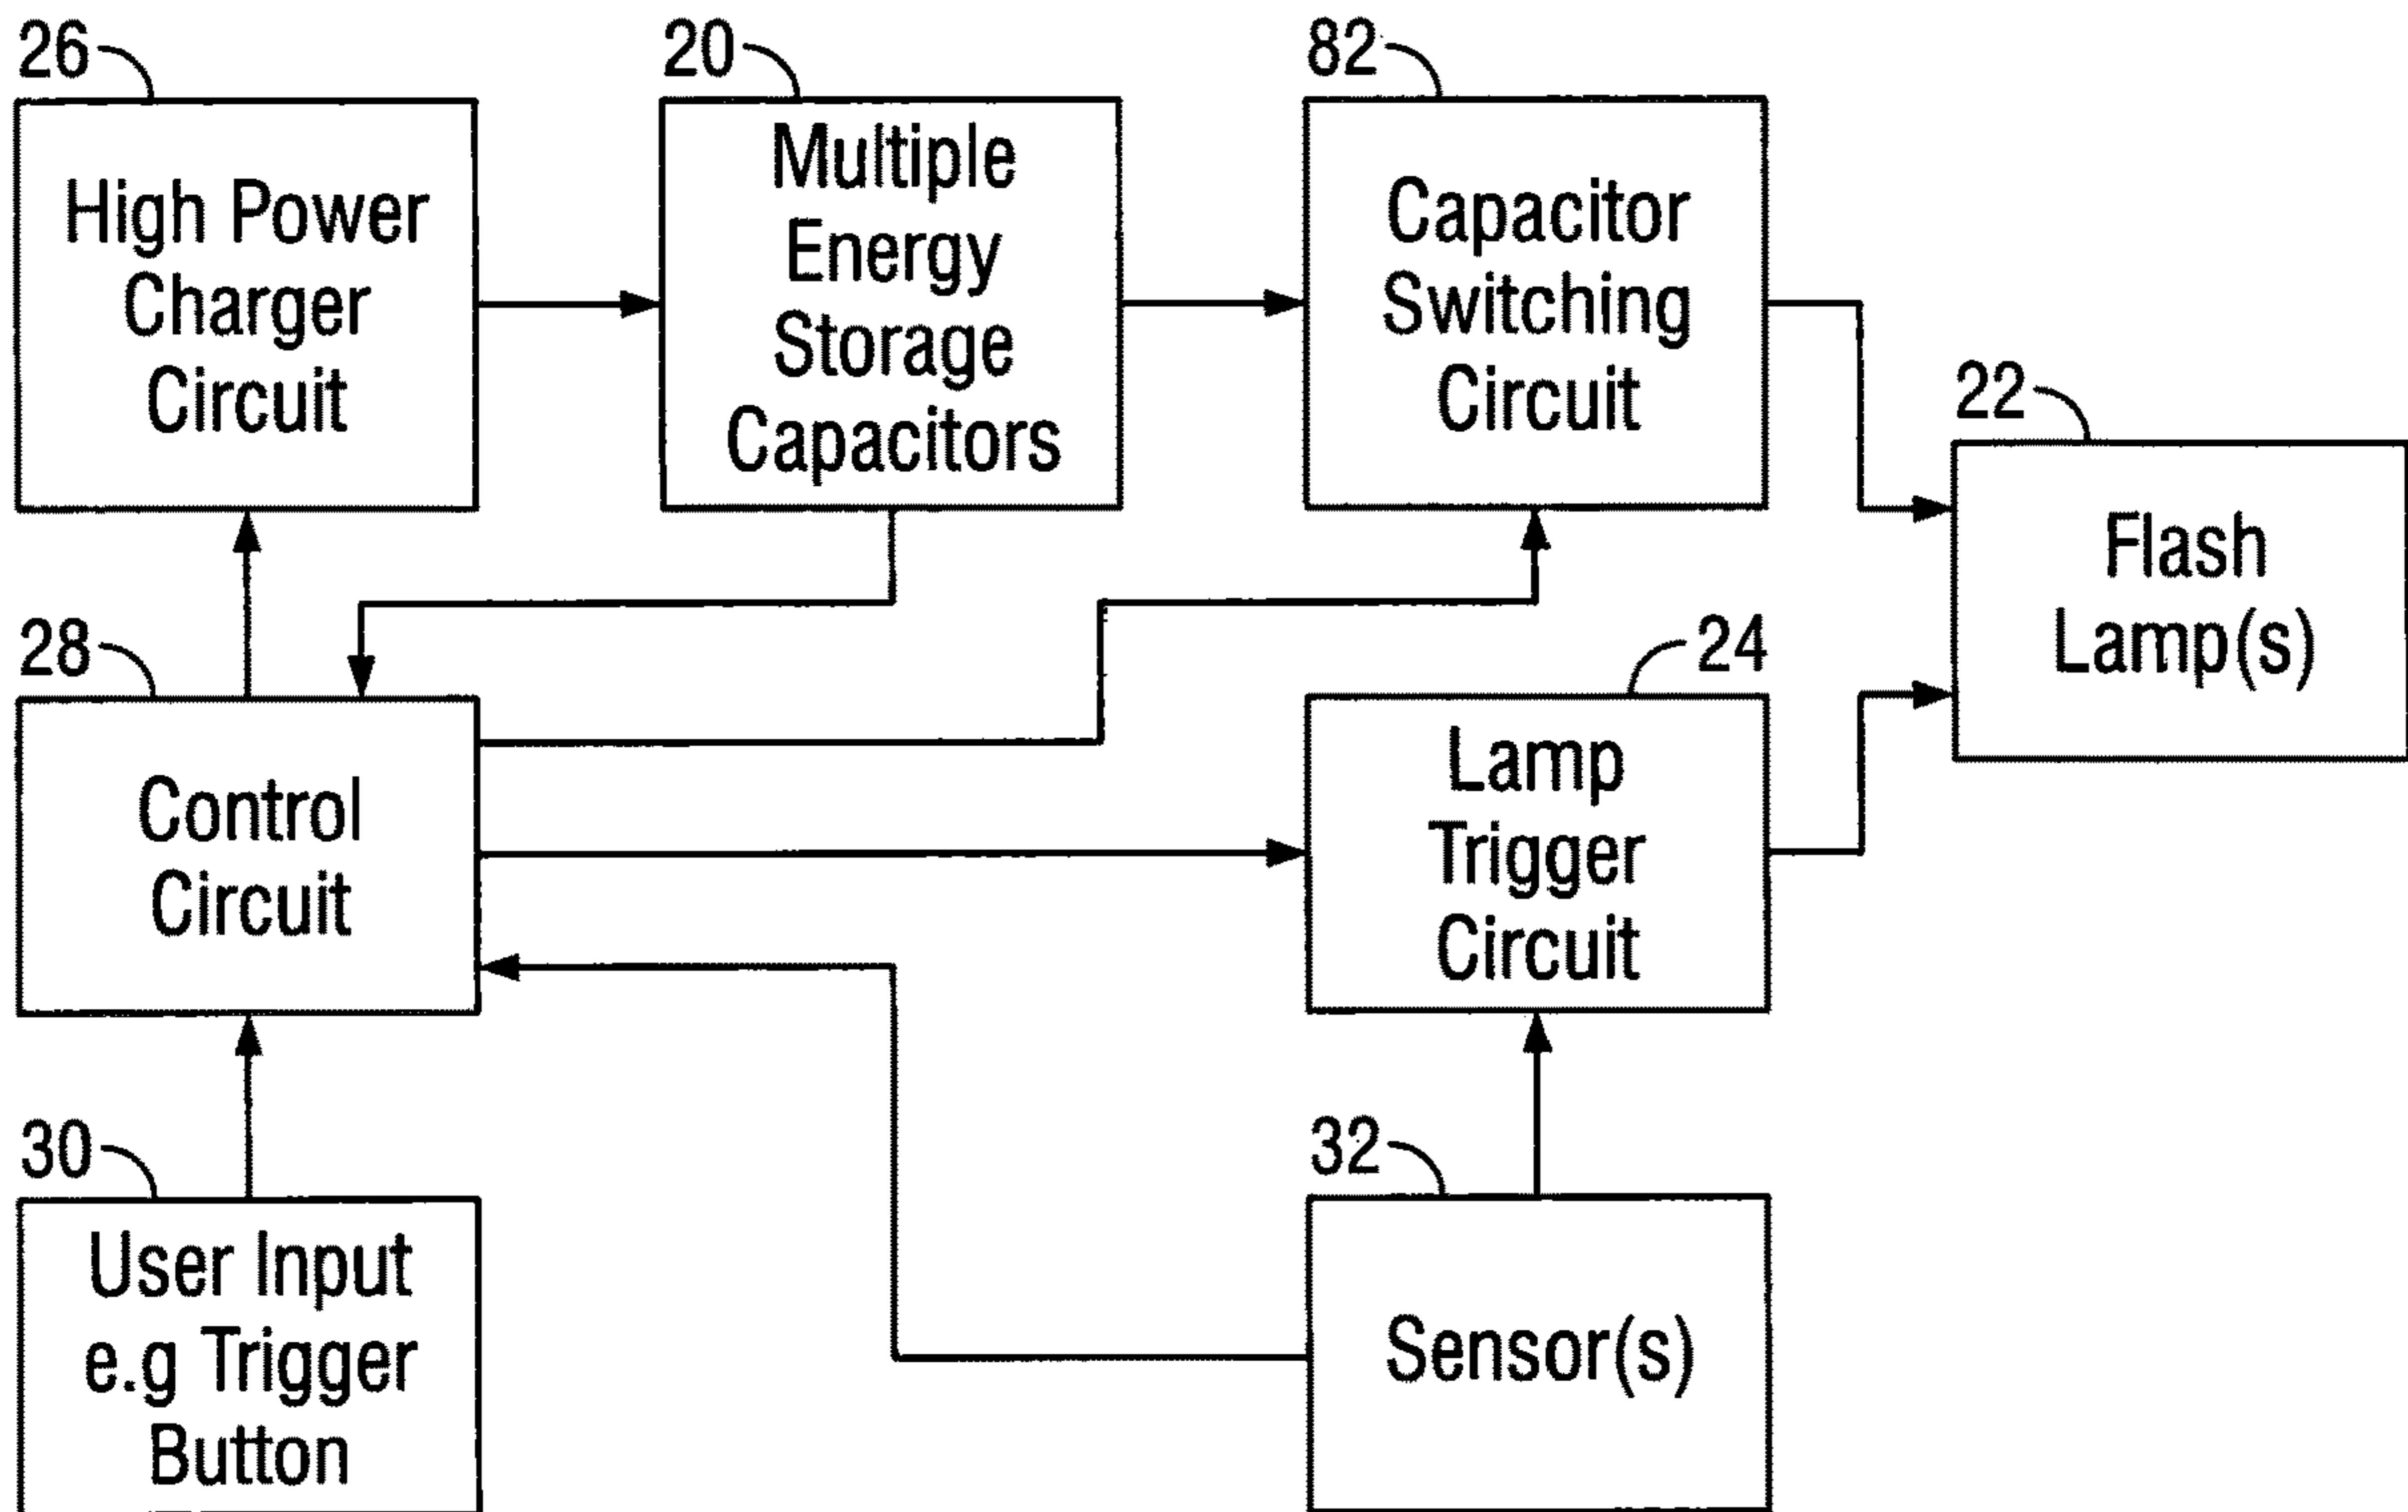 26
High Power
Charger
Circuit
20
Multiple
Energy
Storage
Capacitors
82
Capacitor
Switching
Circuit
22
Flash
Lamp(s)
28
Control
Circuit
24
Lamp
Trigger
Circuit
30
User Input
e.g Trigger
Button
32
Sensor(s)